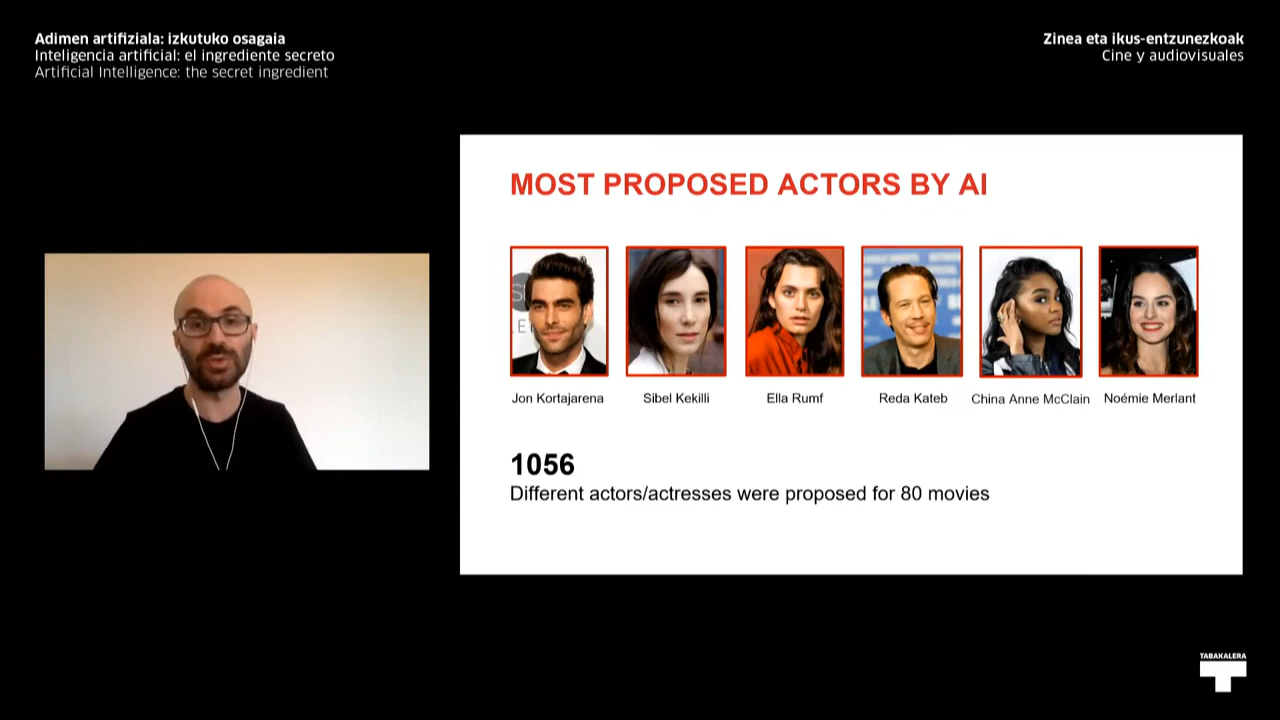 Adimen artifiziala: izkutuko osagaia
Inteligencia artificial: el ingrediente secreto
Artificial Intelligence: the secret ingredient
Zinea eta ikus-entzunezkoak
Cine y audiovisuales
MOST PROPOSED ACTORS BY AI
Jon Kortajarena
Sibel Kekilli
Ella Rumf
Reda Kateb
China Anne McClain
Noémie Merlant
1056
Different actors/actresses were proposed for 80 movies
TABAKALERA